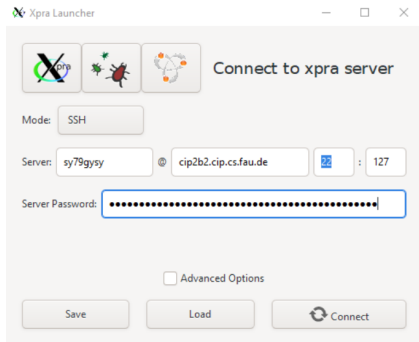 Xpra Launcher
xpra
Connect to xpra server
Mode: SSH
Server: sy79gysy @ cip2b2.cip.cs.fau.de 22 : 127
Server Password: ●●●●●●●●●●●●●●●●●●●●●●●●●●●●●●●●●●●●●●●●●●●●●
Advanced Options
Save Load Connect